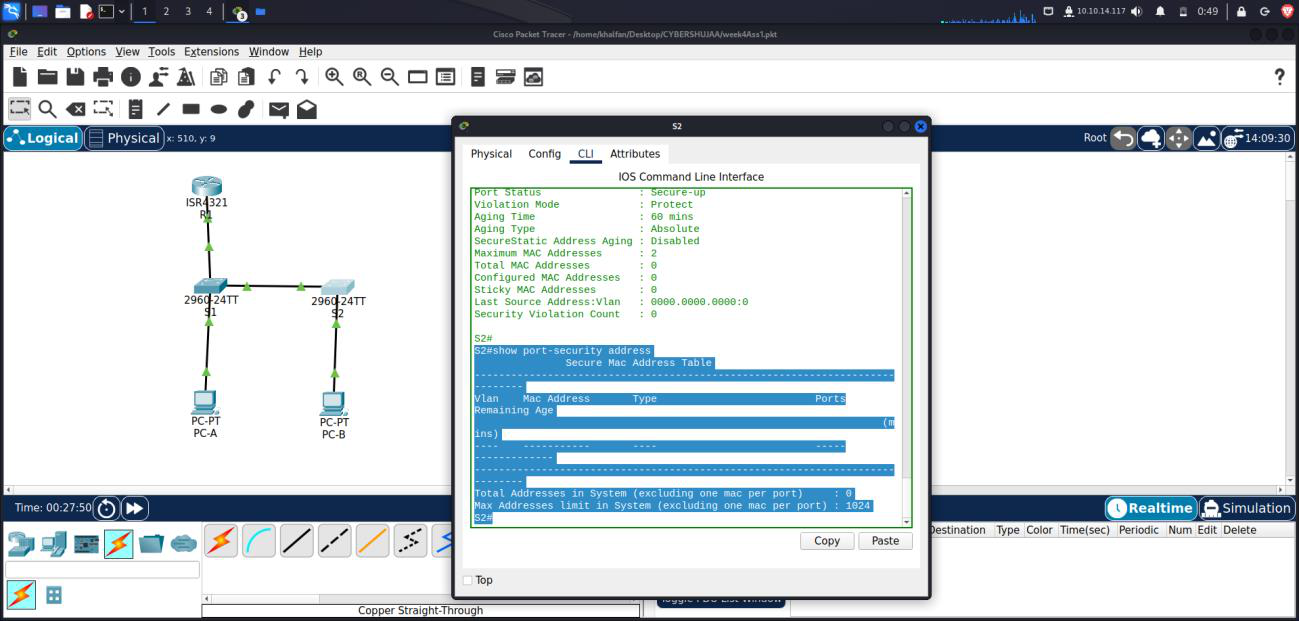 1 2 3 4 3 10.10.14.117 0:49
Cisco Packet Tracer - /home/khalfan/Desktop/CYBERSHUJAA/week4Ass1.pkt
File Edit Options View Tools Extensions Window Help
?
Logical Physical x: 510, y: 9
Root 14:09:30
ISR4321
R1
2960-24TT
S1
2960-24TT
S2
PC-PT
PC-A
PC-PT
PC-B
S2
Physical Config CLI Attributes
IOS Command Line Interface
Port Status : Secure-up
Violation Mode : Protect
Aging Time : 60 mins
Aging Type : Absolute
SecureStatic Address Aging : Disabled
Maximum MAC Addresses : 2
Total MAC Addresses : 0
Configured MAC Addresses : 0
Sticky MAC Addresses : 0
Last Source Address:Vlan : 0000.0000.0000:0
Security Violation Count : 0
S2#
S2#show port-security address
Secure Mac Address Table
-----------------------------------------------------------------------
--------
Vlan Mac Address Type Ports
Remaining Age
(m
ins)
---- ----------- ---- -----
-------------
-----------------------------------------------------------------------
--------
Total Addresses in System (excluding one mac per port) : 0
Max Addresses limit in System (excluding one mac per port) : 1024
S2#
Copy Paste
Top
Time: 00:27:50
Realtime Simulation
Destination Type Color Time(sec) Periodic Num Edit Delete
Copper Straight-Through